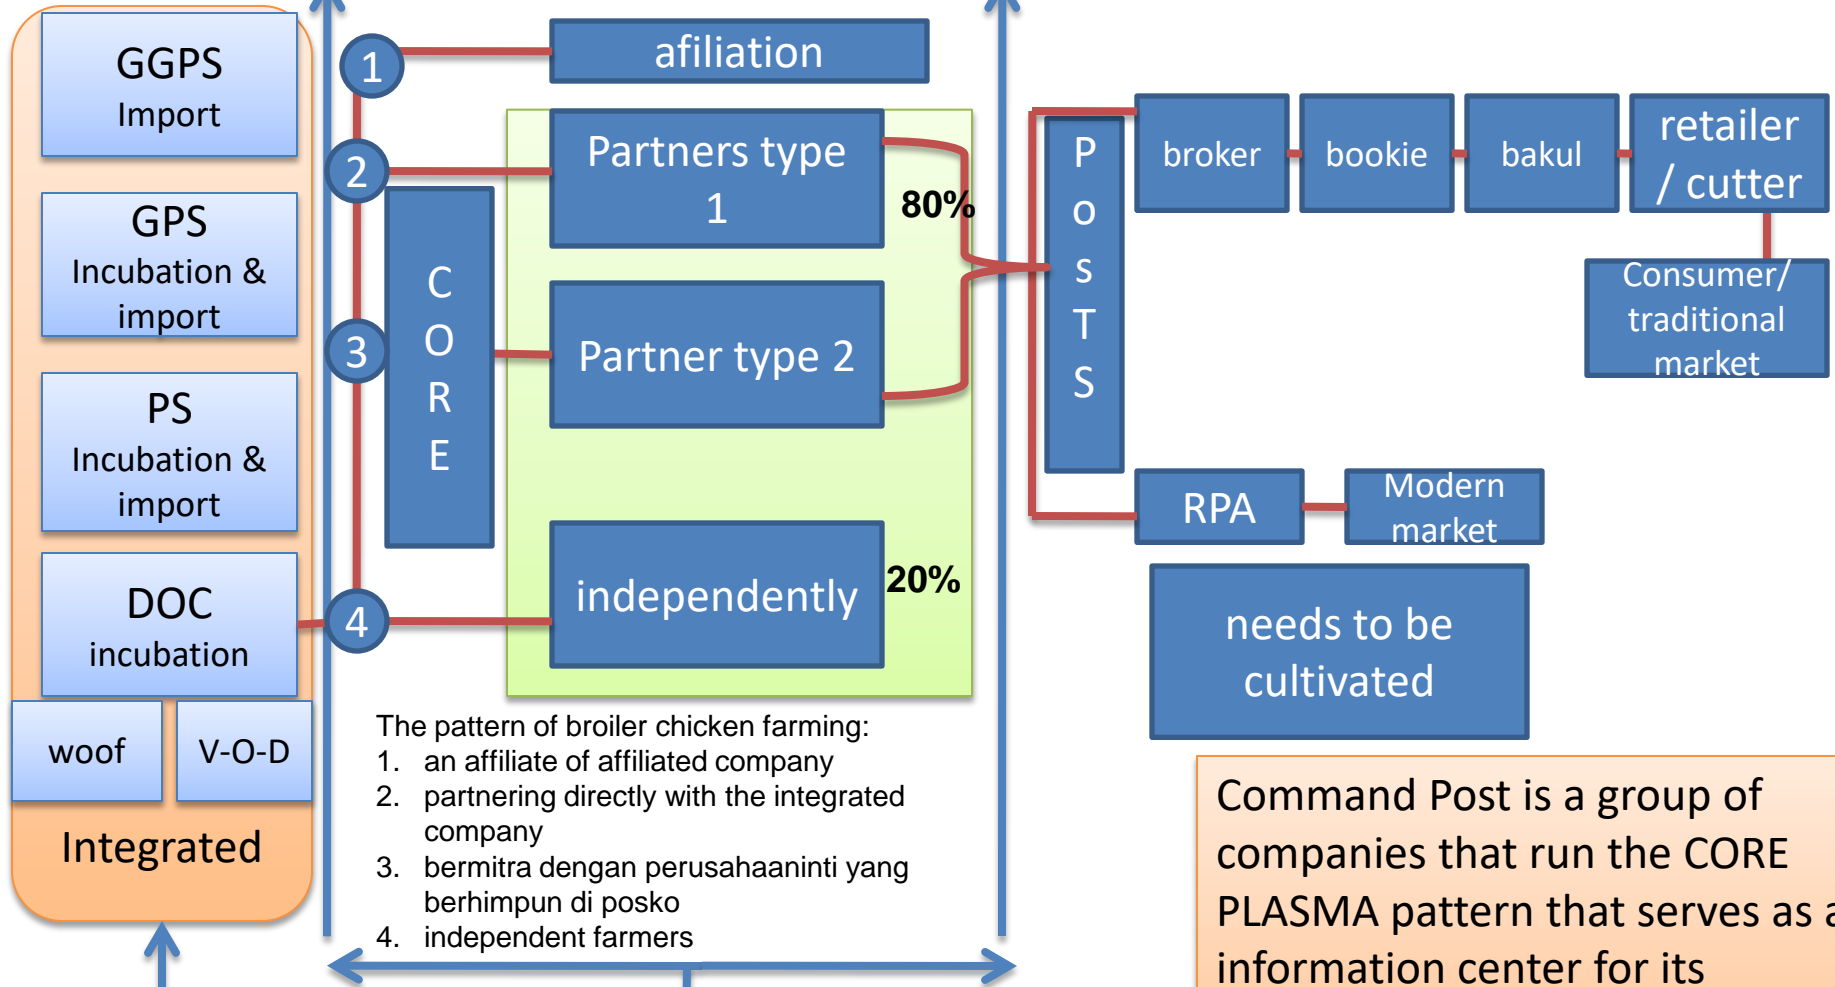 GGPS
Import
GPS
Incubation &
import
PS
Incubation &
import
DOC
incubation
woof
V-O-D
Integrated
1
2
3
4
C
O
R
E
afiliation
Partners type
1
80%
Partner type 2
independently
20%
The pattern of broiler chicken farming:
1. an affiliate of affiliated company
2. partnering directly with the integrated
company
3. bermitra dengan perusahaaninti yang
berhimpun di posko
4. independent farmers
P
o
s
T
S
broker
bookie
bakul
retailer
/ cutter
Consumer/
traditional
market
RPA
Modern
market
needs to be
cultivated
Command Post is a group of
companies that run the CORE
PLASMA pattern that serves as a
information center for its